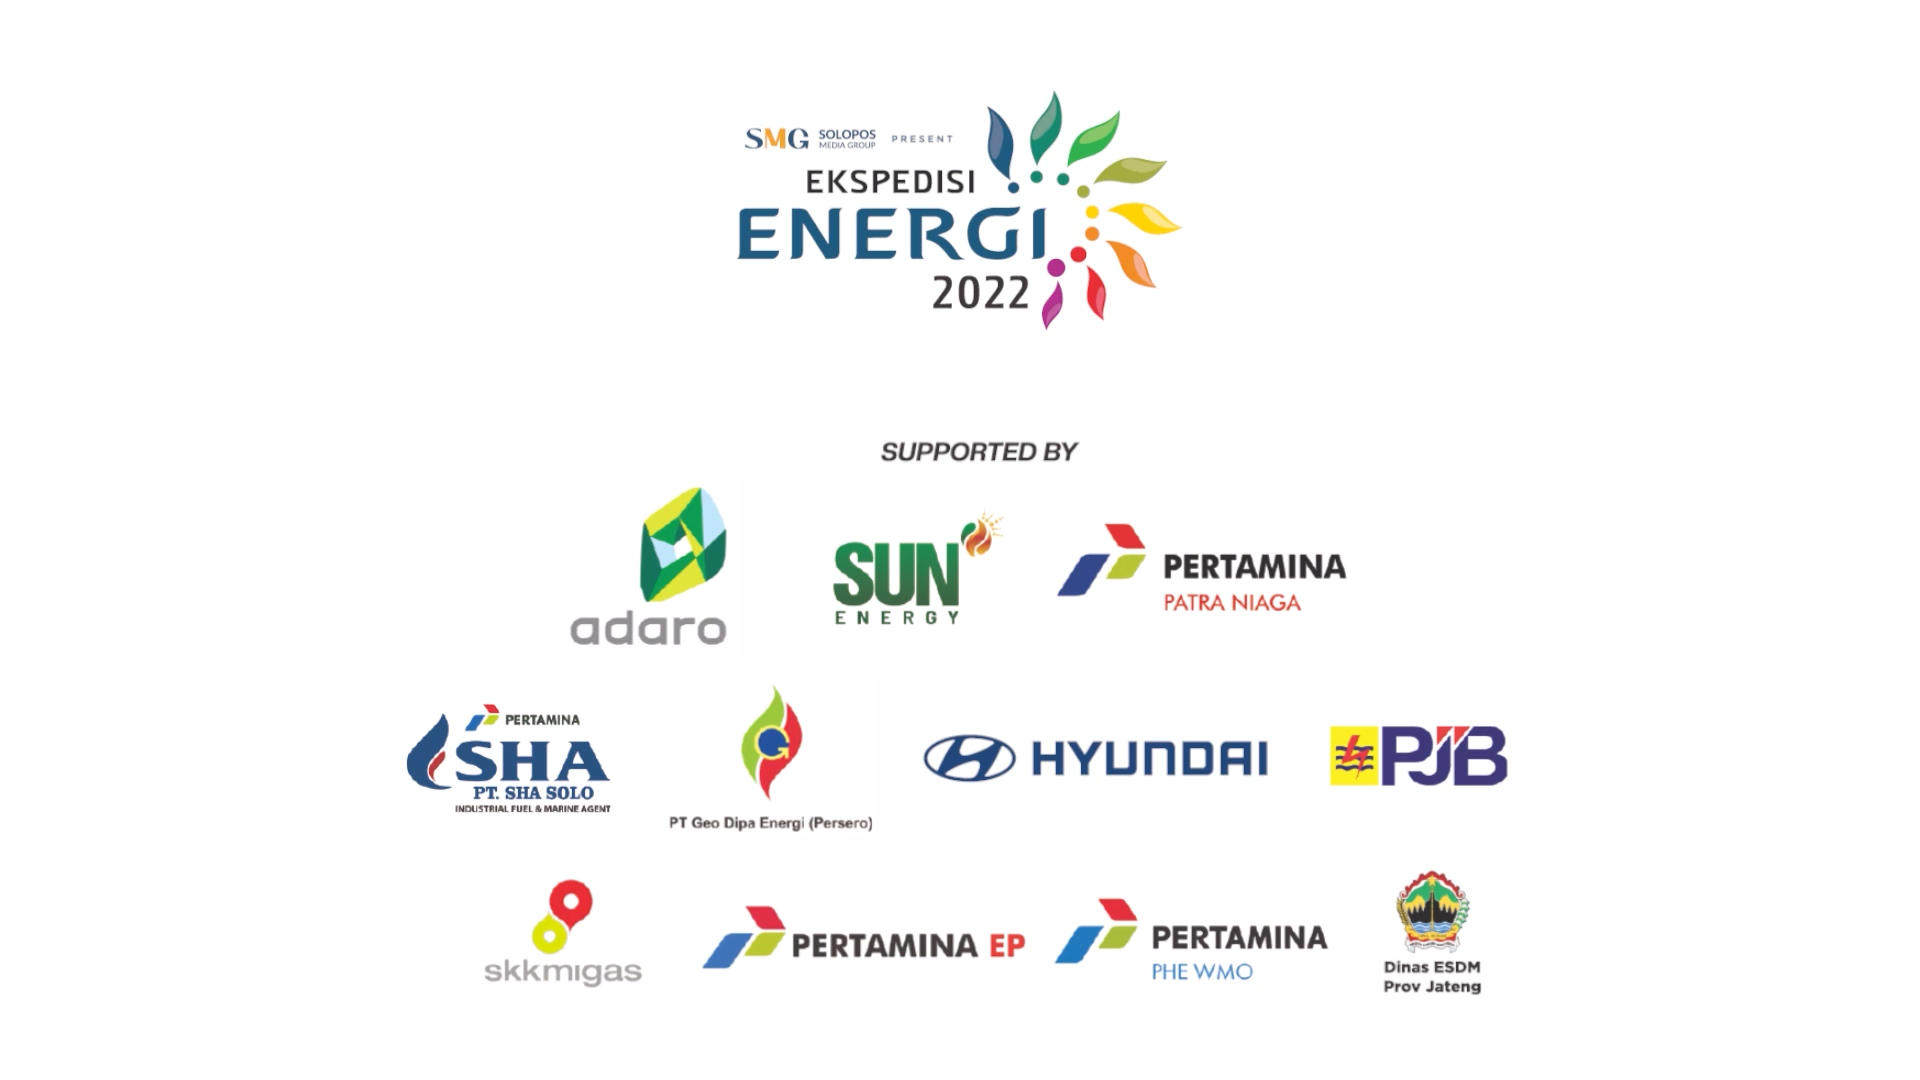 SMG SOLOPOS MEDIA GROUP PRESENT
EKSPEDISI
ENERGI
2022
SUPPORTED BY
adaro
SUN
ENERGY
PERTAMINA
PATRA NIAGA
PERTAMINA
SHA
PT. SHA SOLO
INDUSTRIAL FUEL & MARINE AGENT
PT Geo Dipa Energi (Persero)
HYUNDAI
PJB
skkmigas
PERTAMINA EP
PERTAMINA
PHE WMO
Dinas ESDM
Prov Jateng